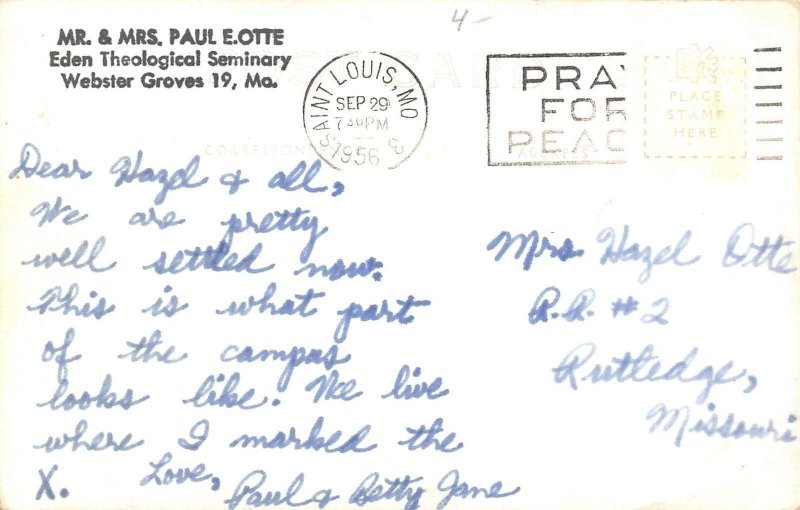 4-
MR. & MRS. PAUL E. OTTE
Eden Theological Seminary
Webster Groves 19, Mo.
SAINT LOUIS, MO
SEP 29
7 30 PM
1956
8
PRAY
FOR
PEAC
PLACE
STAMP
HERE
CORRESPON
ADDRESS
Dear Hazel & all,
We are pretty
well settled now.
This is what part
of the campas
looks like. We live
where I marked the
X. Love,
Paul & Betty Jane
Mrs. Hazel Otte
R.R. #2
Rutledge,
Missouri